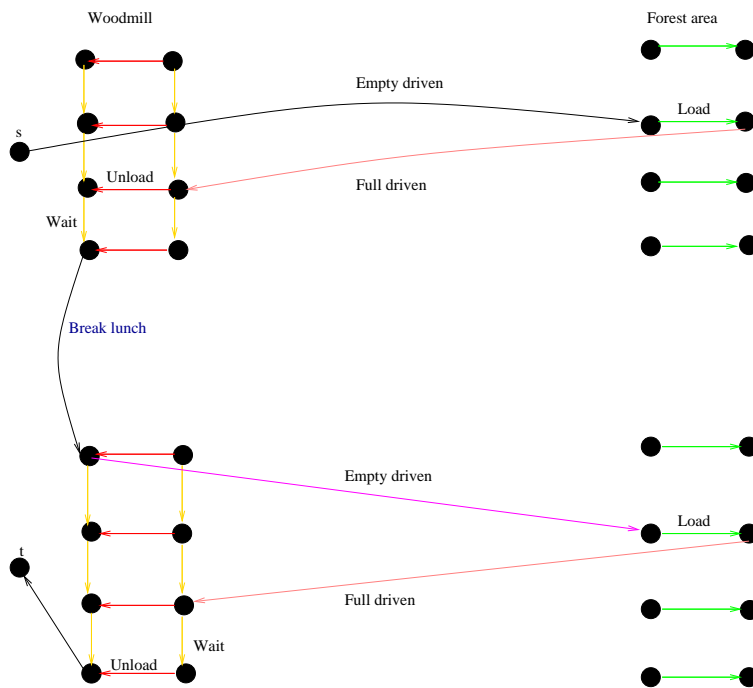 Woodmill
Forest area
Empty driven
Load
s
Unload
Full driven
Wait
Break lunch
Empty driven
Load
t
Full driven
Wait
Unload